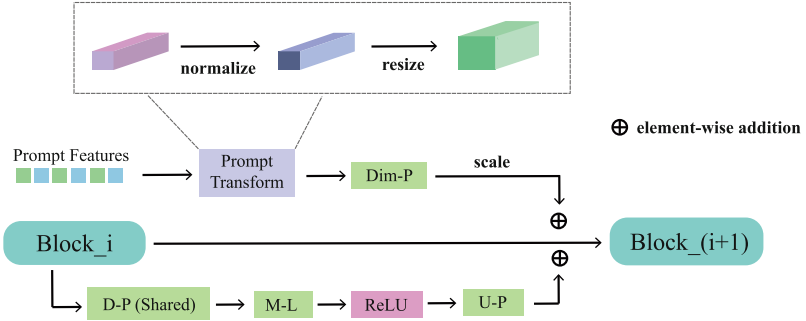 normalize
resize
element-wise addition
Prompt Features
Prompt
Transform
Dim-P
scale
Block_i
Block_(i+1)
D-P (Shared)
M-L
ReLU
U-P